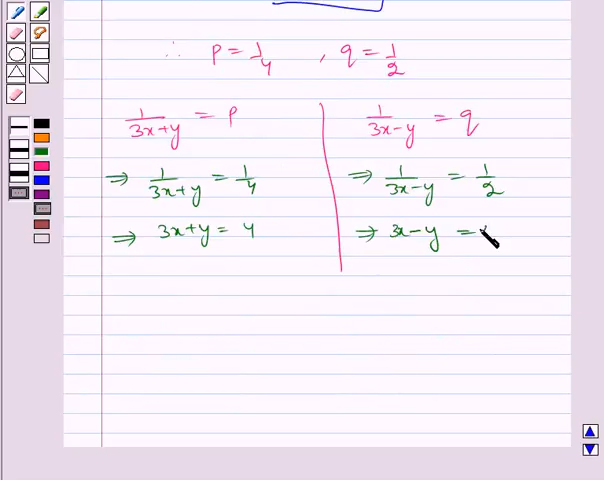 ∴ p = 1/4 , q = 1/2
1/(3x+y) = p
⇒ 1/(3x+y) = 1/4
⇒ 3x+y = 4
1/(3x-y) = q
⇒ 1/(3x-y) = 1/2
⇒ 3x-y =